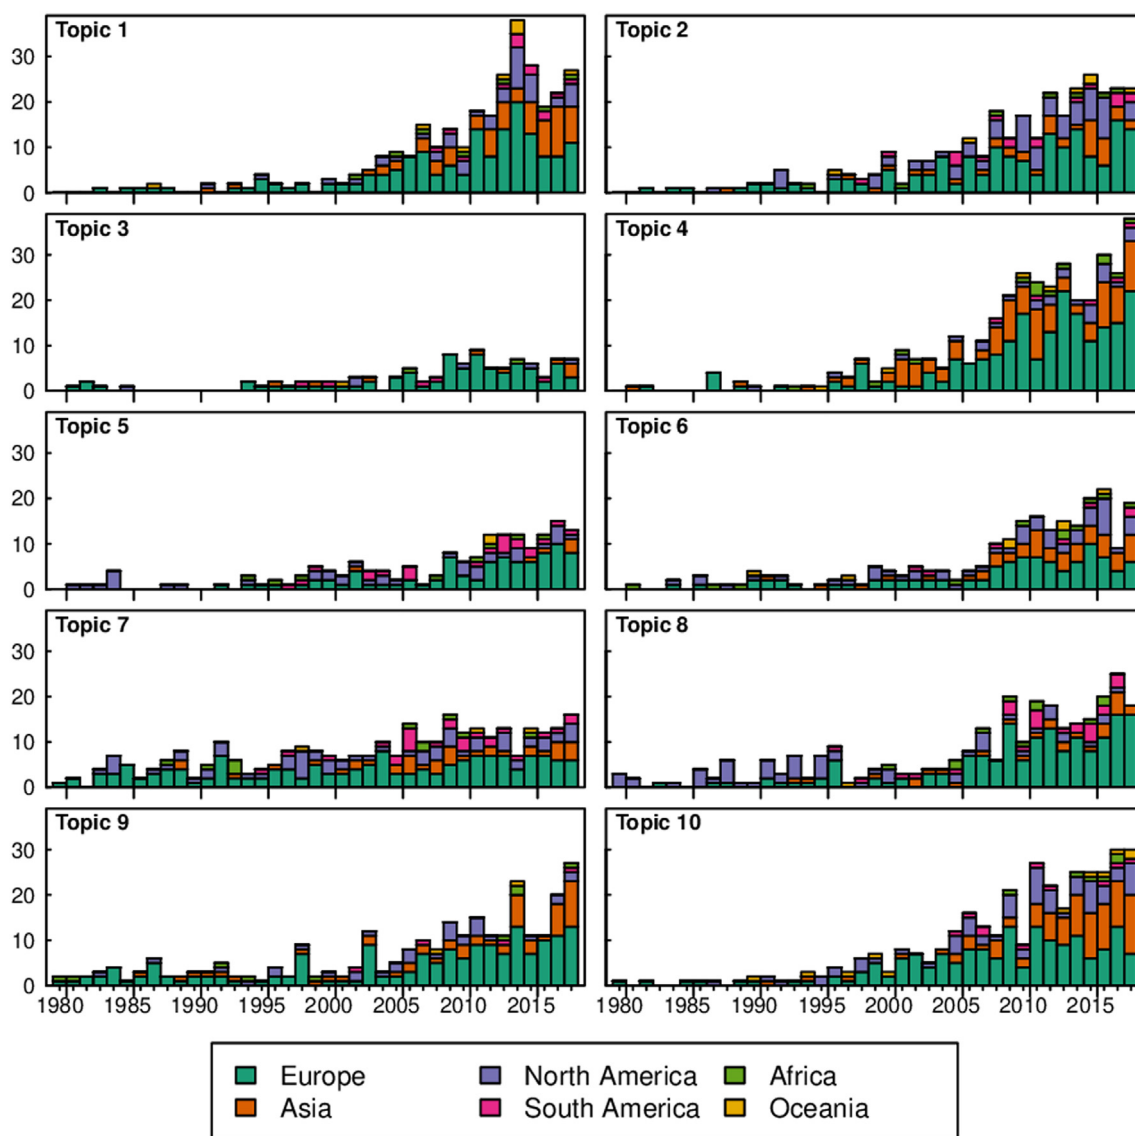 Topic 1
Topic 2
30
20
10
0
Topic 3
Topic 4
30
20
10
0
Topic 5
Topic 6
30
20
10
0
Topic 7
Topic 8
30
20
10
0
Topic 9
Topic 10
30
20
10
0
1980 1985 1990 1995 2000 2005 2010 2015 1980 1985 1990 1995 2000 2005 2010 2015
Europe North America Africa
Asia South America Oceania